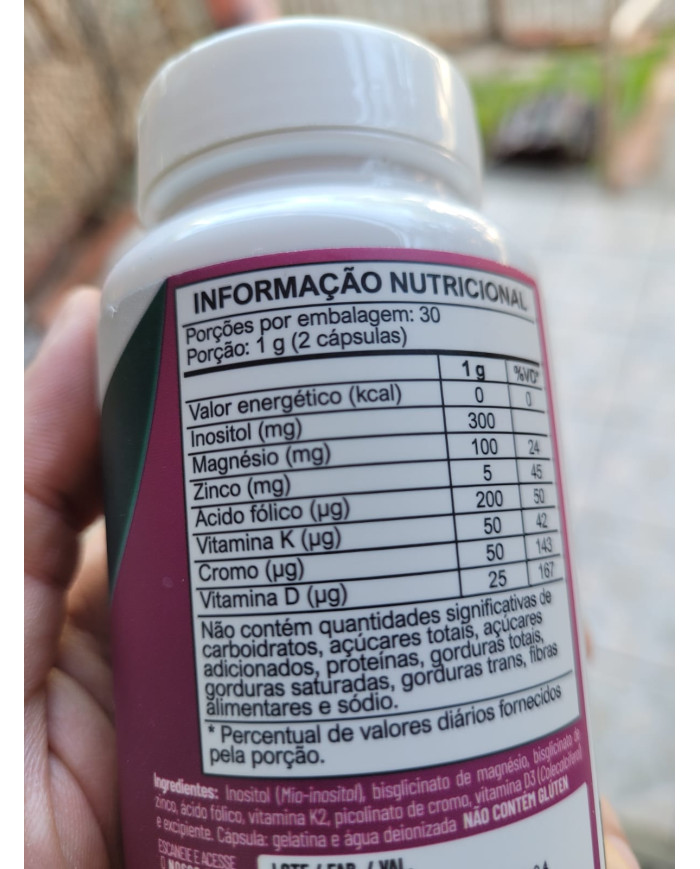 INFORMAÇÃO NUTRICIONAL
Porções por embalagem: 30
Porção: 1 g (2 cápsulas)
1 g %VD*
Valor energético (kcal) 0 0
Inositol (mg) 300
Magnésio (mg) 100 24
Zinco (mg) 5 45
Ácido fólico (µg) 200 50
Vitamina K (µg) 50 42
Cromo (µg) 50 143
Vitamina D (µg) 25 167
Não contém quantidades significativas de
carboidratos, açúcares totais, açúcares
adicionados, proteínas, gorduras totais,
gorduras saturadas, gorduras trans, fibras
alimentares e sódio.
* Percentual de valores diários fornecidos
pela porção.
Ingredientes: Inositol (Mio-inositol), bisglicinato de magnésio, bisglicinato de
zinco, ácido fólico, vitamina K2, picolinato de cromo, vitamina D3 (Colecalciferol)
e excipiente. Cápsula: gelatina e água deionizada NÃO CONTÉM GLÚTEN
ESCANEIE E ACESSE
LOTE / FAB. / VAL.